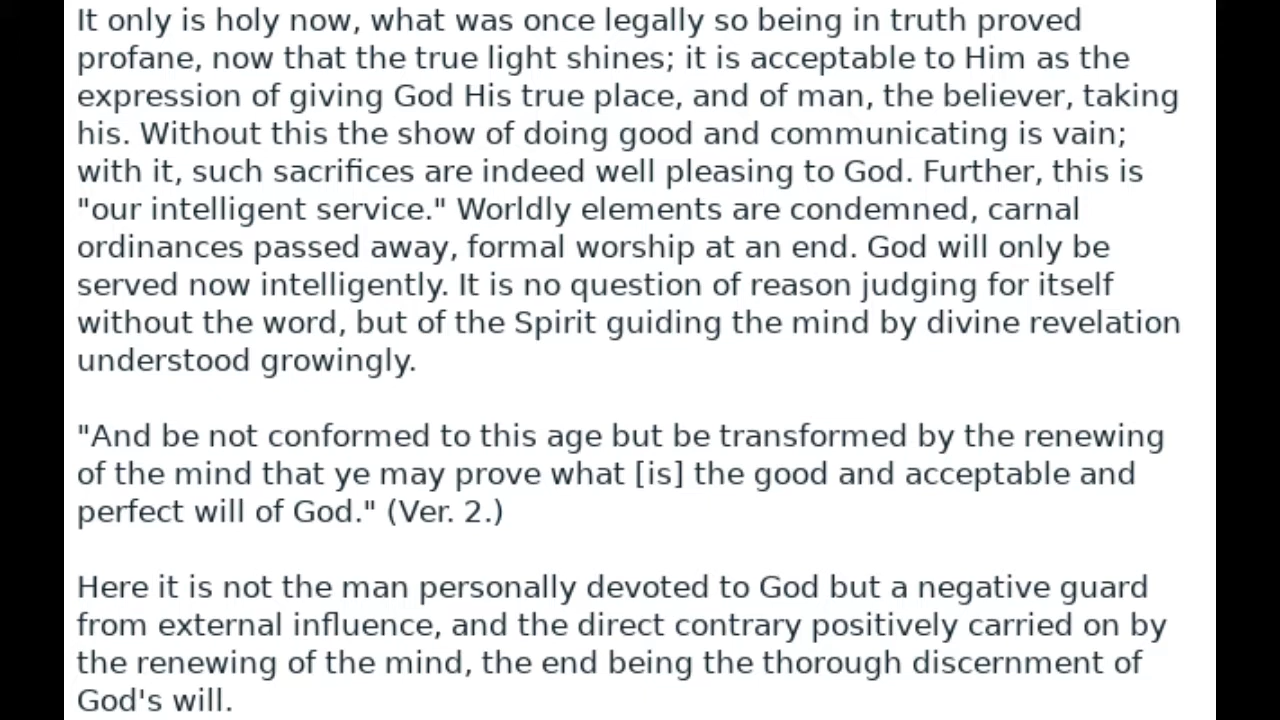 It only is holy now, what was once legally so being in truth proved
profane, now that the true light shines; it is acceptable to Him as the
expression of giving God His true place, and of man, the believer, taking
his. Without this the show of doing good and communicating is vain;
with it, such sacrifices are indeed well pleasing to God. Further, this is
"our intelligent service." Worldly elements are condemned, carnal
ordinances passed away, formal worship at an end. God will only be
served now intelligently. It is no question of reason judging for itself
without the word, but of the Spirit guiding the mind by divine revelation
understood growingly.
"And be not conformed to this age but be transformed by the renewing
of the mind that ye may prove what [is] the good and acceptable and
perfect will of God." (Ver. 2.)
Here it is not the man personally devoted to God but a negative guard
from external influence, and the direct contrary positively carried on by
the renewing of the mind, the end being the thorough discernment of
God's will.